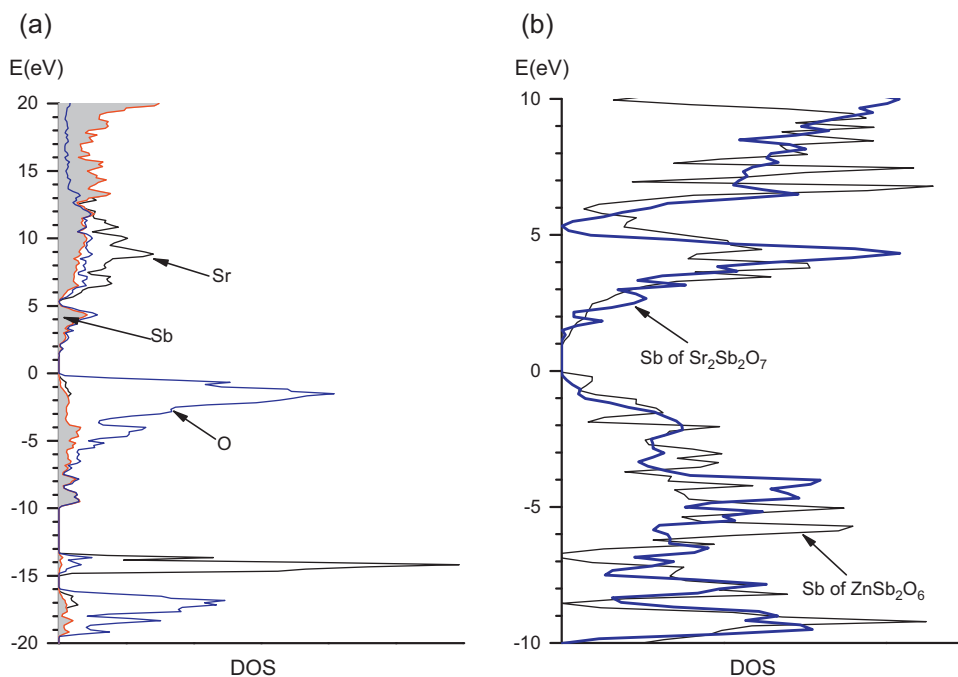 (a)
E(eV)
20
15
10
5
0
-5
-10
-15
-20
Sr
Sb
O
DOS
(b)
E(eV)
10
5
0
-5
-10
Sb of Sr₂Sb₂O₇
Sb of ZnSb₂O₆
DOS